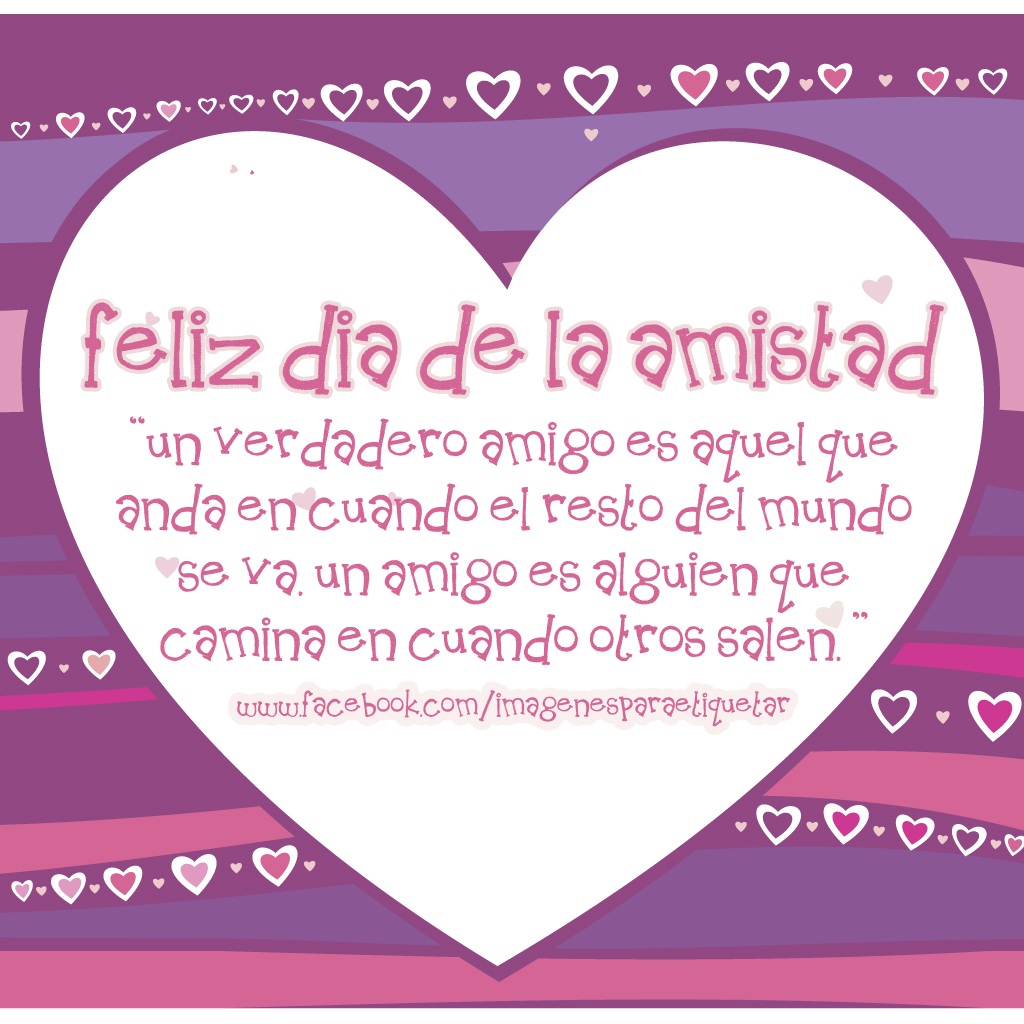 feliz dia de la amistad
“un verdadero amigo es aquel que
anda en cuando el resto del mundo
se va. un amigo es alguien que
camina en cuando otros salen.”
www.facebook.com/imagenesparaetiquetar